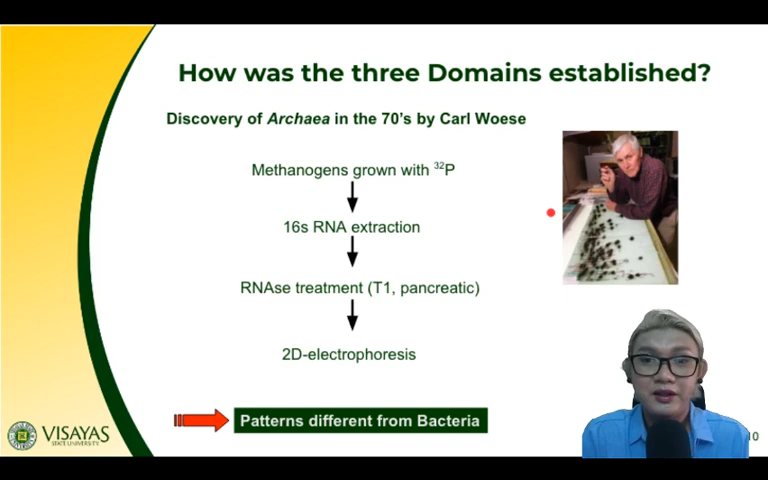 How was the three Domains established?
Discovery of Archaea in the 70's by Carl Woese
Methanogens grown with ³²P
16s RNA extraction
RNAse treatment (T1, pancreatic)
2D-electrophoresis
Patterns different from Bacteria
VISAYAS
STATE UNIVERSITY
10